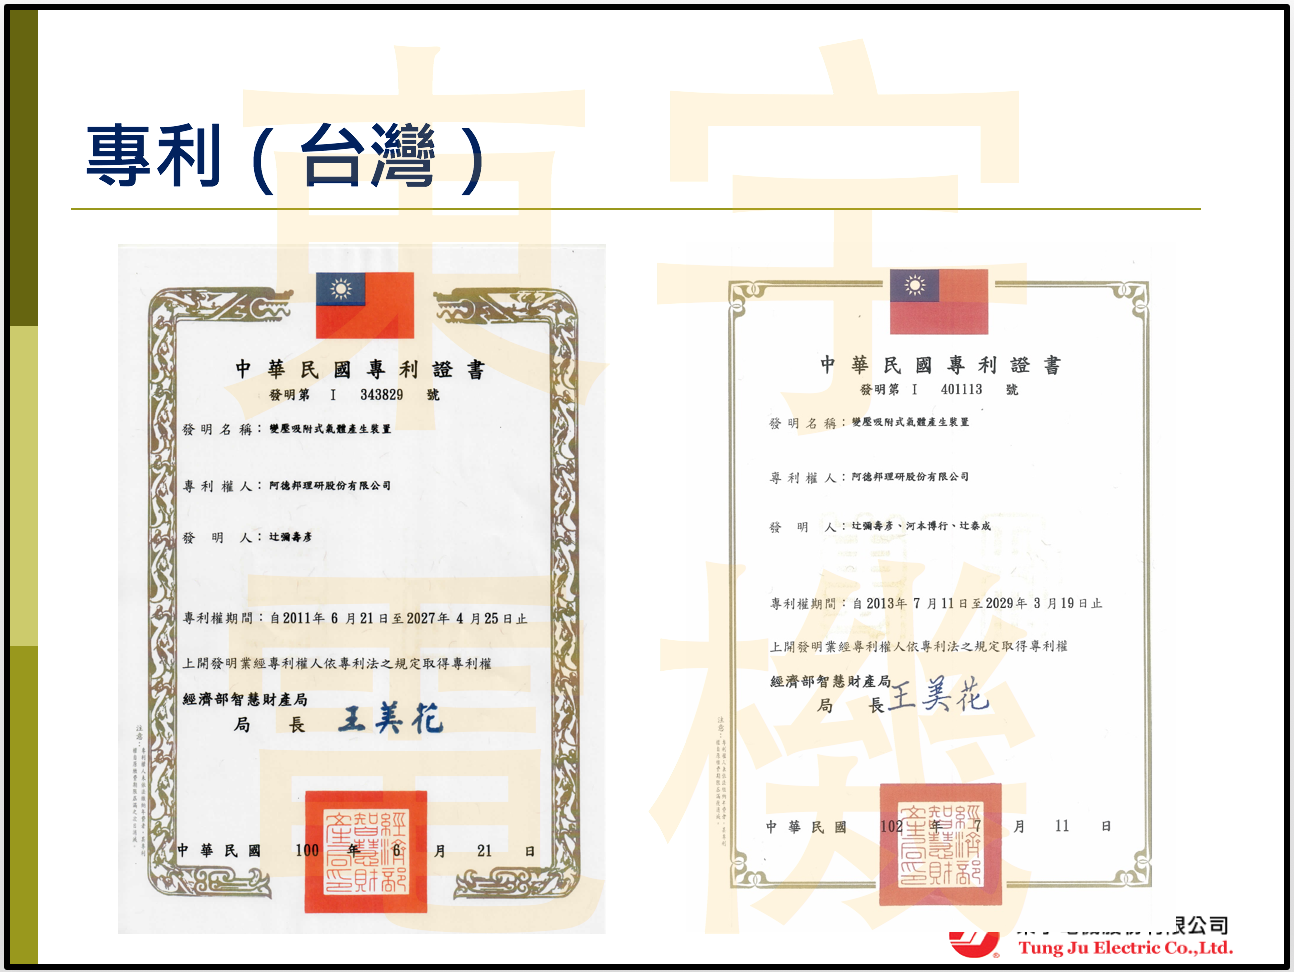 專利（台灣）
中華民國專利證書
發明第 I 343829 號
發明名稱：變壓吸附式氣體產生裝置
專利權人：阿德邦理研股份有限公司
發明人：辻彌壽彥
專利權期間：自2011年 6 月 21 日至 2027年 4 月 25 日止
上開發明業經專利權人依專利法之規定取得專利權
經濟部智慧財產局
局長 王美花
中華民國 100 年 6 月 21 日
經濟部智慧財產局印
中華民國專利證書
發明第 I 401113 號
發明名稱：變壓吸附式氣體產生裝置
專利權人：阿德邦理研股份有限公司
發明人：辻彌壽彥、河本博行、辻泰成
專利權期間：自 2013年 7 月 11 日至 2029年 3 月 19 日止
上開發明業經專利權人依專利法之規定取得專利權
經濟部智慧財產局
局長 王美花
中華民國 102 年 7 月 11 日
經濟部智慧財產局印
東宇
電機
限公司
Tung Ju Electric Co.,Ltd.